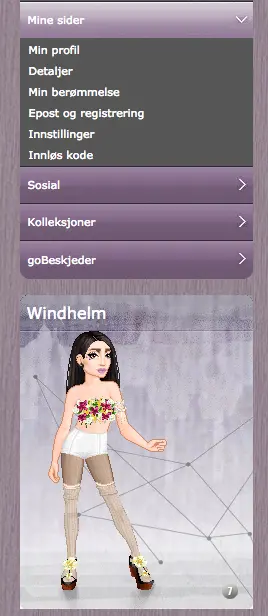 Mine sider
Min profil
Detaljer
Min berømmelse
Epost og registrering
Innstillinger
Innløs kode
Sosial
Kolleksjoner
goBeskjeder
Windhelm
7